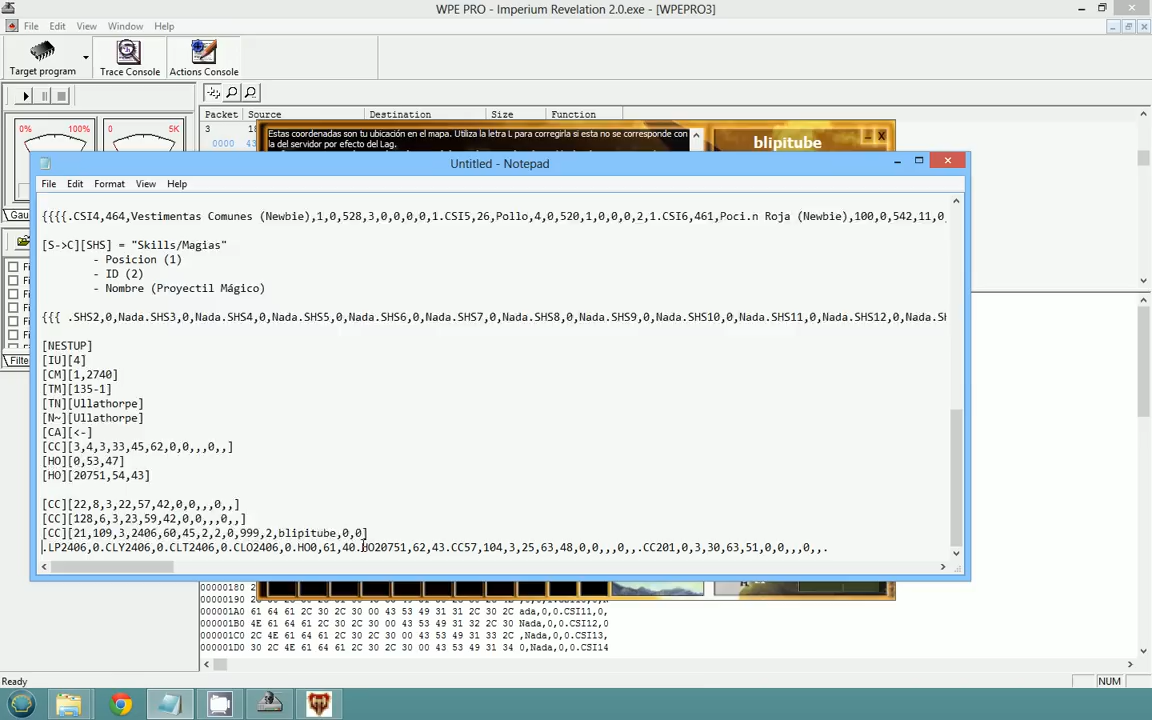 WPE PRO - Imperium Revelation 2.0.exe - [WPEPRO3]
File Edit View Window Help
Target program Trace Console Actions Console
Packet Source Destination Size Function
0% 100% 0 5K
3
0000 43
Estas coordenadas son tu ubicación en el mapa. Utiliza la letra L para corregirla si esta no se corresponde con
la del servidor por efecto del Lag.
blipitube
Untitled - Notepad
File Edit Format View Help
{{{{.CSI4,464,Vestimentas Comunes (Newbie),1,0,528,3,0,0,0,0,1.CSI5,26,Pollo,4,0,520,1,0,0,0,2,1.CSI6,461,Poci.n Roja (Newbie),100,0,542,11,0,
[S->C][SHS] = "Skills/Magias"
- Posicion (1)
- ID (2)
- Nombre (Proyectil Mágico)
{{{ .SHS2,0,Nada.SHS3,0,Nada.SHS4,0,Nada.SHS5,0,Nada.SHS6,0,Nada.SHS7,0,Nada.SHS8,0,Nada.SHS9,0,Nada.SHS10,0,Nada.SHS11,0,Nada.SHS12,0,Nada.SH
[NESTUP]
[IU][4]
[CM][1,2740]
[TM][135-1]
[TN][Ullathorpe]
[N~][Ullathorpe]
[CA][<-]
[CC][3,4,3,33,45,62,0,0,,,0,,]
[HO][0,53,47]
[HO][20751,54,43]
[CC][22,8,3,22,57,42,0,0,,,0,,]
[CC][128,6,3,23,59,42,0,0,,,0,,]
[CC][21,109,3,2406,60,45,2,2,0,999,2,blipitube,0,0]
.LP2406,0.CLY2406,0.CLT2406,0.CLO2406,0.HO0,61,40.HO20751,62,43.CC57,104,3,25,63,48,0,0,,,0,,.CC201,0,3,30,63,51,0,0,,,0,,.
00000180
00000190
000001A0 61 64 61 2C 30 2C 30 00 43 53 49 31 31 2C 30 2C ada,0,0.CSI11,0,
000001B0 4E 61 64 61 2C 30 2C 30 00 43 53 49 31 32 2C 30 Nada,0,0.CSI12,0
000001C0 2C 4E 61 64 61 2C 30 2C 30 00 43 53 49 31 33 2C ,Nada,0,0.CSI13,
000001D0 30 2C 4E 61 64 61 2C 30 2C 30 00 43 53 49 31 34 0,Nada,0,0.CSI14
Ready NUM